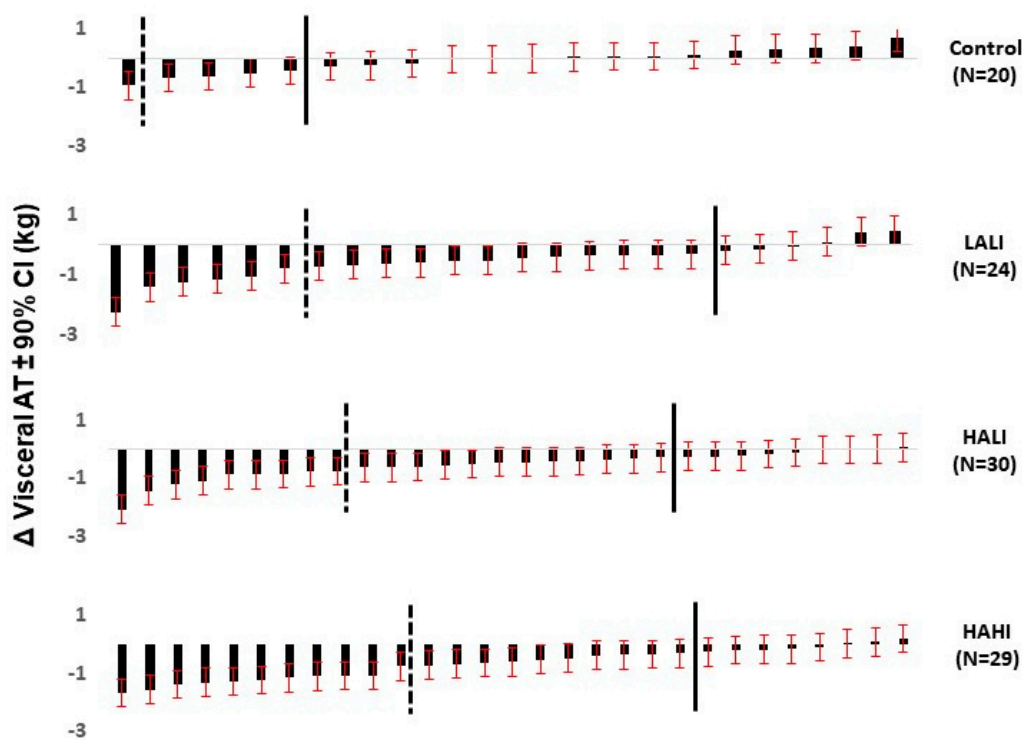 Δ Visceral AT ± 90% CI (kg)
1
-1
-3
Control
(N=20)
1
-1
-3
LALI
(N=24)
1
-1
-3
HALI
(N=30)
1
-1
-3
HAHI
(N=29)